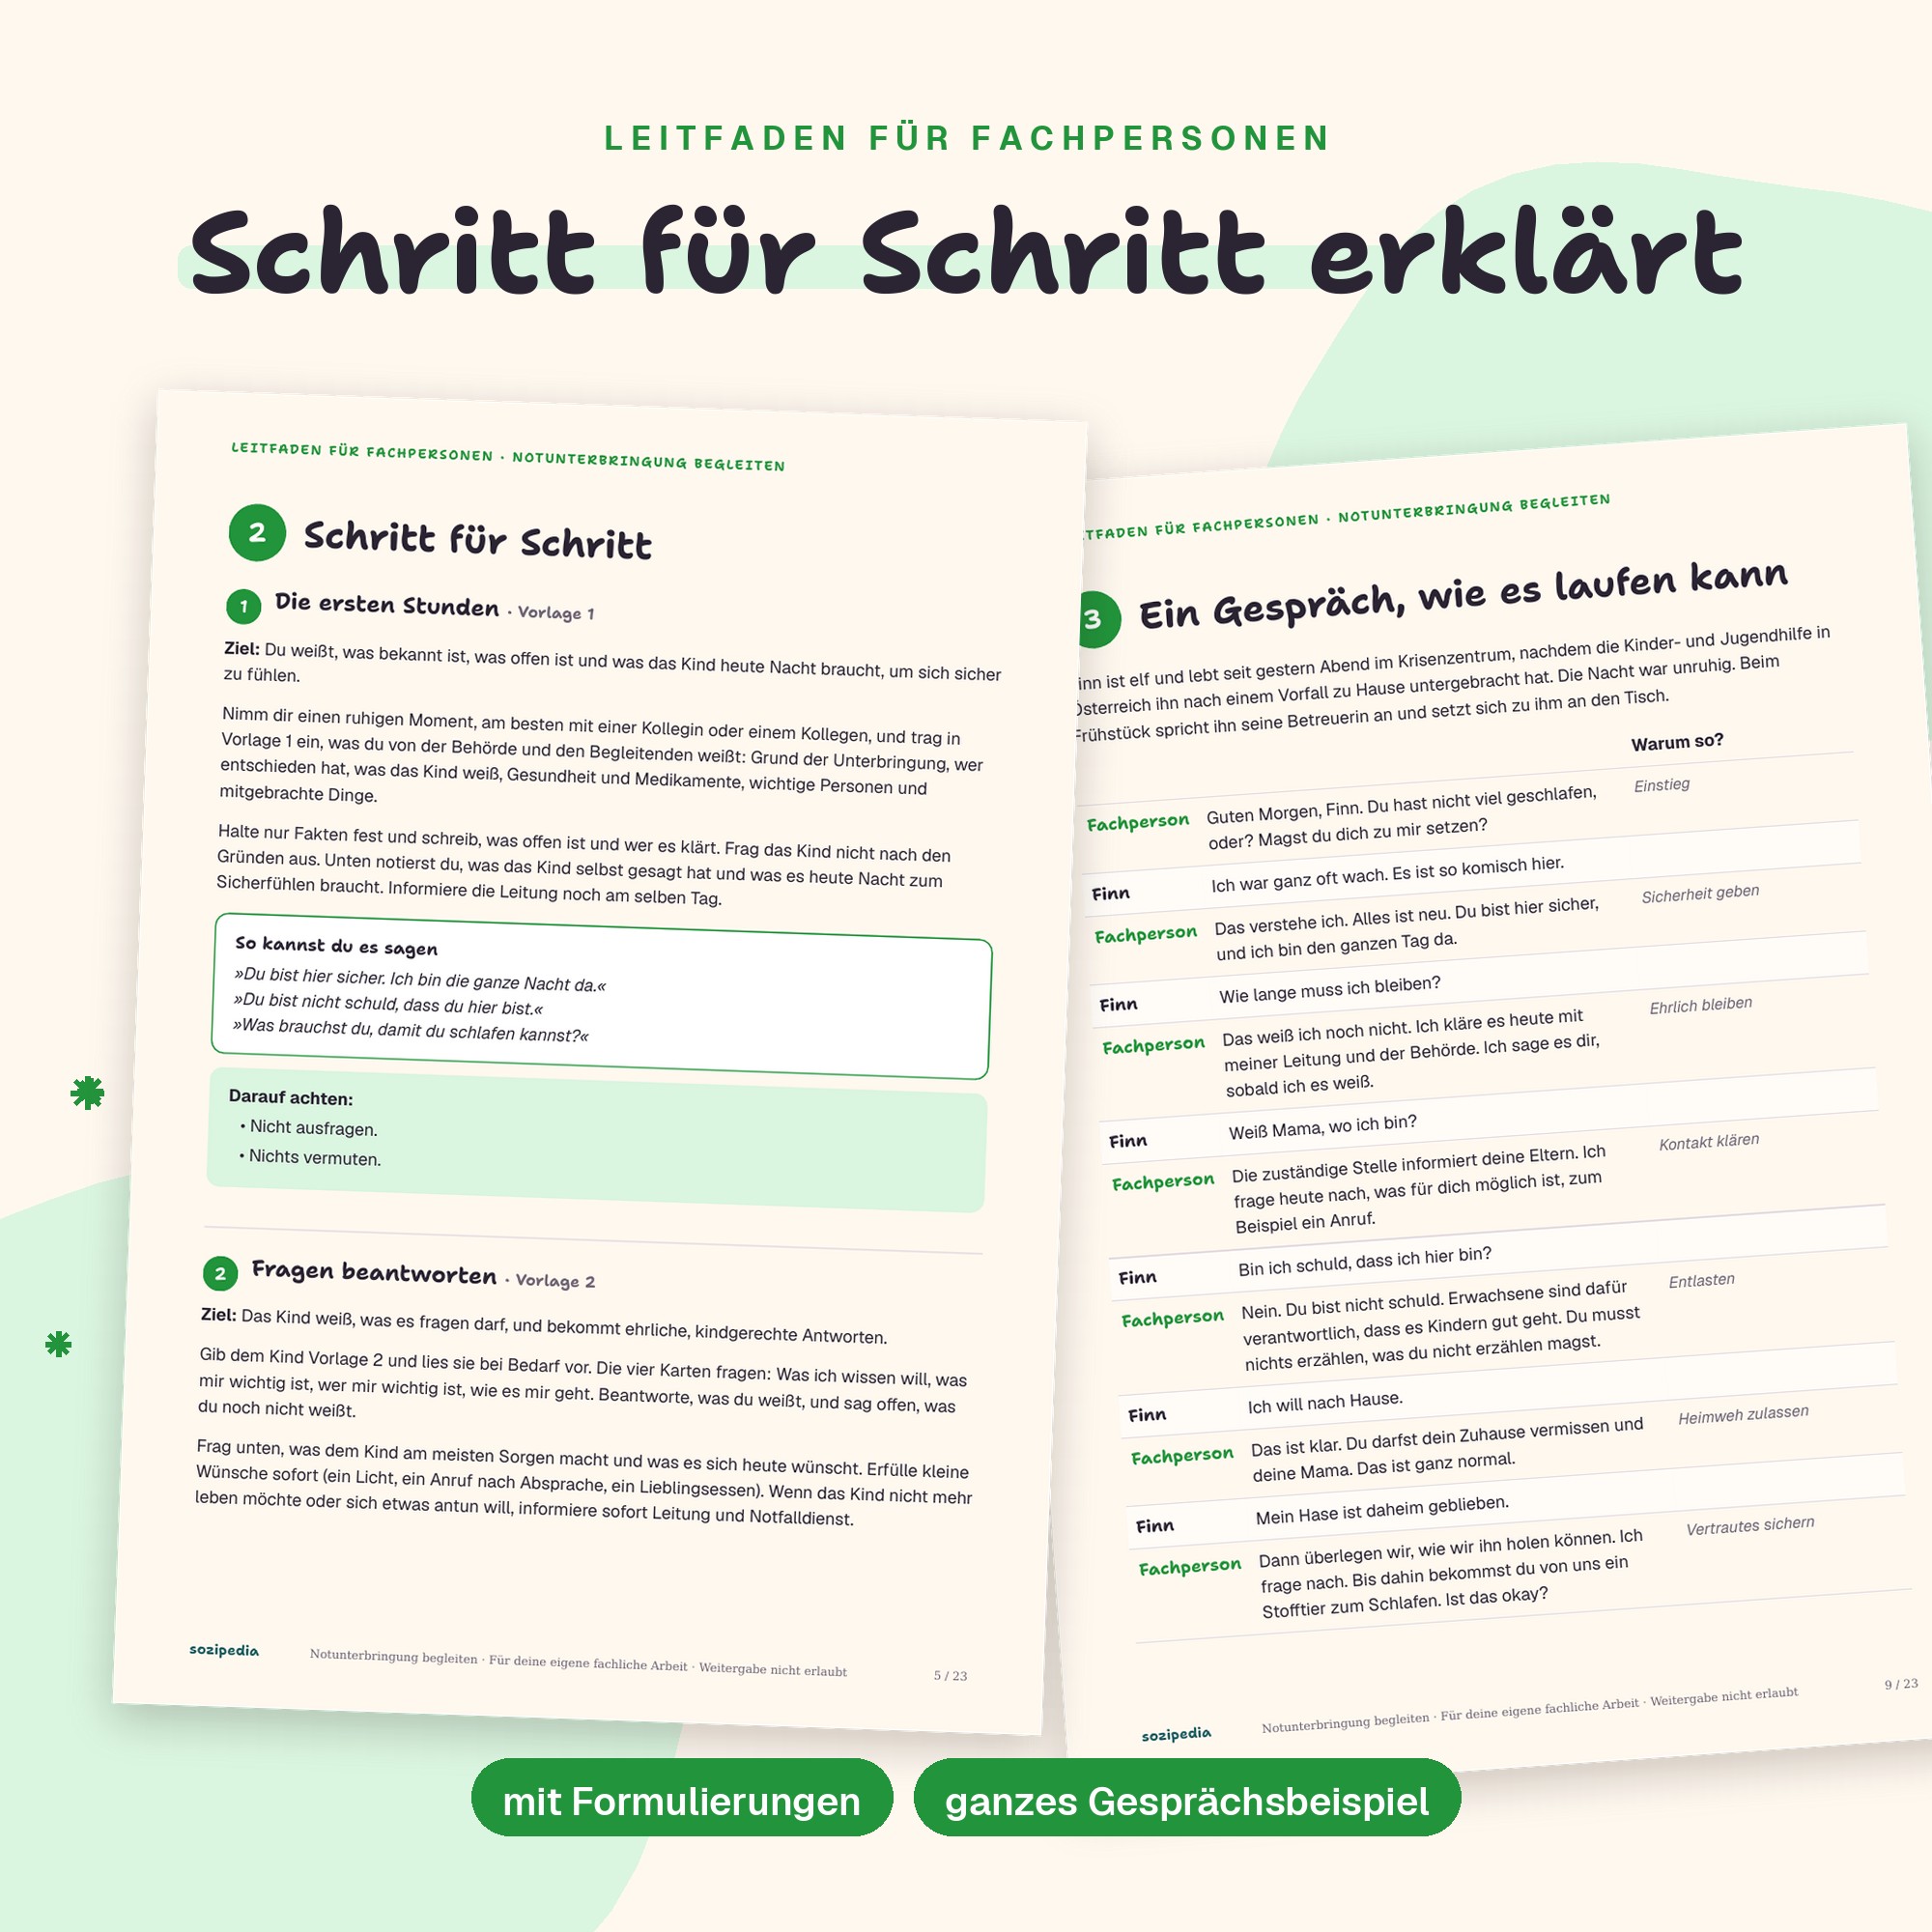 LEITFADEN FÜR FACHPERSONEN
Schritt für Schritt erklärt
LEITFADEN FÜR FACHPERSONEN · NOTUNTERBRINGUNG BEGLEITEN
2 Schritt für Schritt
1 Die ersten Stunden · Vorlage 1
Ziel: Du weißt, was bekannt ist, was offen ist und was das Kind heute Nacht braucht, um sich sicher
zu fühlen.
Nimm dir einen ruhigen Moment, am besten mit einer Kollegin oder einem Kollegen, und trag in
Vorlage 1 ein, was du von der Behörde und den Begleitenden weißt: Grund der Unterbringung, wer
entschieden hat, was das Kind weiß, Gesundheit und Medikamente, wichtige Personen und
mitgebrachte Dinge.
Halte nur Fakten fest und schreib, was offen ist und wer es klärt. Frag das Kind nicht nach den
Gründen aus. Unten notierst du, was das Kind selbst gesagt hat und was es heute Nacht zum
Sicherfühlen braucht. Informiere die Leitung noch am selben Tag.
So kannst du es sagen
»Du bist hier sicher. Ich bin die ganze Nacht da.«
»Du bist nicht schuld, dass du hier bist.«
»Was brauchst du, damit du schlafen kannst?«
Darauf achten:
• Nicht ausfragen.
• Nichts vermuten.
2 Fragen beantworten · Vorlage 2
Ziel: Das Kind weiß, was es fragen darf, und bekommt ehrliche, kindgerechte Antworten.
Gib dem Kind Vorlage 2 und lies sie bei Bedarf vor. Die vier Karten fragen: Was ich wissen will, was
mir wichtig ist, wer mir wichtig ist, wie es mir geht. Beantworte, was du weißt, und sag offen, was
du noch nicht weißt.
Frag unten, was dem Kind am meisten Sorgen macht und was es sich heute wünscht. Erfülle kleine
Wünsche sofort (ein Licht, ein Anruf nach Absprache, ein Lieblingsessen). Wenn das Kind nicht mehr
leben möchte oder sich etwas antun will, informiere sofort Leitung und Notfalldienst.
sozipedia Notunterbringung begleiten · Für deine eigene fachliche Arbeit · Weitergabe nicht erlaubt 5 / 23
TFADEN FÜR FACHPERSONEN · NOTUNTERBRINGUNG BEGLEITEN
3 Ein Gespräch, wie es laufen kann
inn ist elf und lebt seit gestern Abend im Krisenzentrum, nachdem die Kinder- und Jugendhilfe in
Österreich ihn nach einem Vorfall zu Hause untergebracht hat. Die Nacht war unruhig. Beim
Frühstück spricht ihn seine Betreuerin an und setzt sich zu ihm an den Tisch.
Warum so?
Fachperson Guten Morgen, Finn. Du hast nicht viel geschlafen, Einstieg
oder? Magst du dich zu mir setzen?
Finn Ich war ganz oft wach. Es ist so komisch hier.
Fachperson Das verstehe ich. Alles ist neu. Du bist hier sicher, Sicherheit geben
und ich bin den ganzen Tag da.
Finn Wie lange muss ich bleiben?
Fachperson Das weiß ich noch nicht. Ich kläre es heute mit Ehrlich bleiben
meiner Leitung und der Behörde. Ich sage es dir,
sobald ich es weiß.
Finn Weiß Mama, wo ich bin?
Fachperson Die zuständige Stelle informiert deine Eltern. Ich Kontakt klären
frage heute nach, was für dich möglich ist, zum
Beispiel ein Anruf.
Finn Bin ich schuld, dass ich hier bin?
Fachperson Nein. Du bist nicht schuld. Erwachsene sind dafür Entlasten
verantwortlich, dass es Kindern gut geht. Du musst
nichts erzählen, was du nicht erzählen magst.
Finn Ich will nach Hause.
Fachperson Das ist klar. Du darfst dein Zuhause vermissen und Heimweh zulassen
deine Mama. Das ist ganz normal.
Finn Mein Hase ist daheim geblieben.
Fachperson Dann überlegen wir, wie wir ihn holen können. Ich Vertrautes sichern
frage nach. Bis dahin bekommst du von uns ein
Stofftier zum Schlafen. Ist das okay?
sozipedia Notunterbringung begleiten · Für deine eigene fachliche Arbeit · Weitergabe nicht erlaubt 9 / 23
mit Formulierungen
ganzes Gesprächsbeispiel